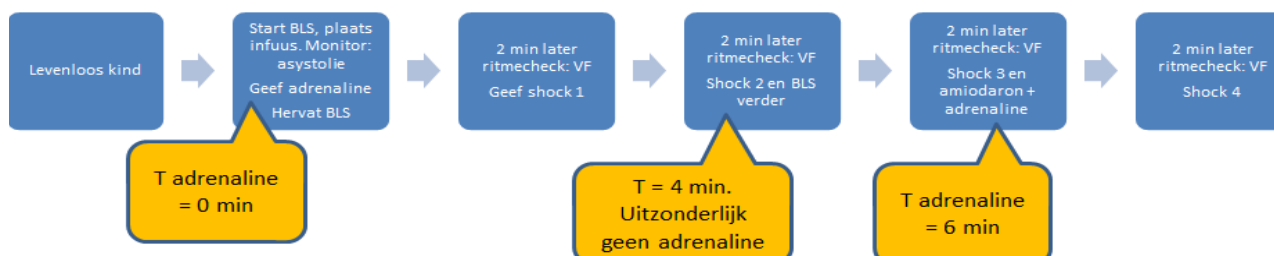 Levenloos kind
Start BLS, plaats
infuus. Monitor:
asystolie
Geef adrenaline
Hervat BLS
2 min later
ritmecheck: VF
Geef shock 1
2 min later
ritmecheck: VF
Shock 2 en BLS
verder
2 min later
ritmecheck: VF
Shock 3 en
amiodaron +
adrenaline
2 min later
ritmecheck: VF
Shock 4
T adrenaline
= 0 min
T = 4 min.
Uitzonderlijk
geen adrenaline
T adrenaline
= 6 min